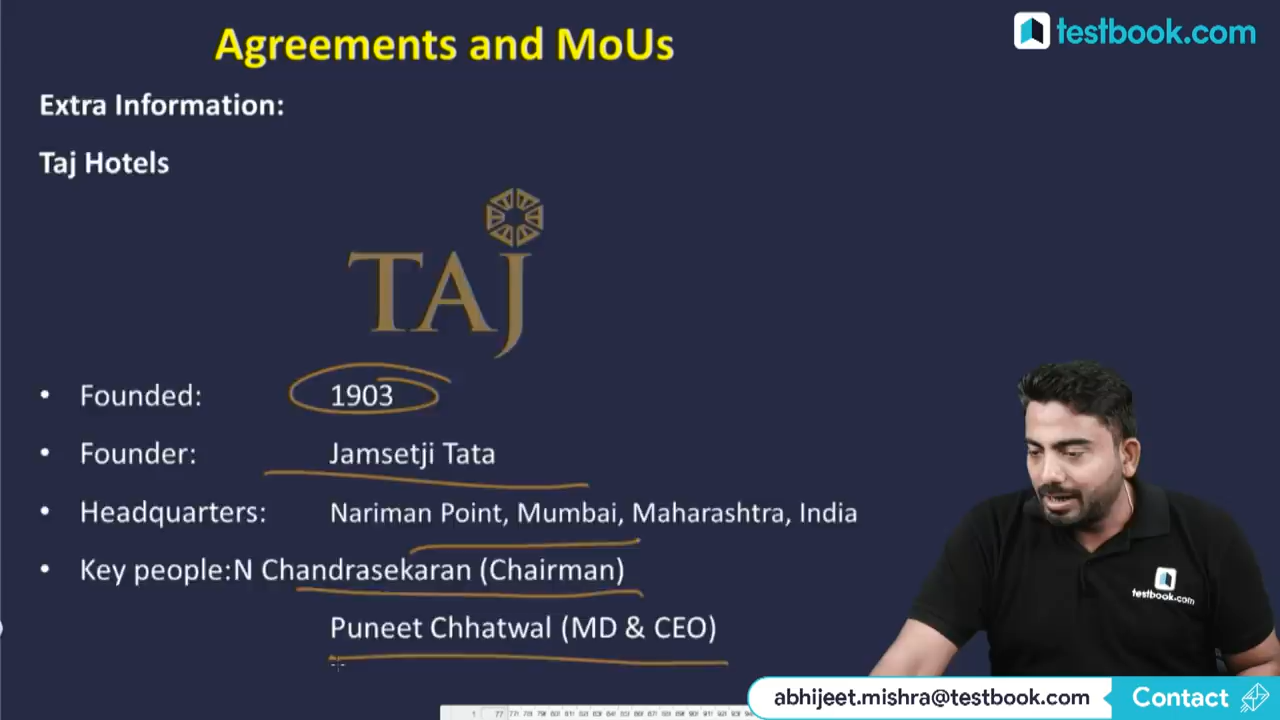 Agreements and MoUs
testbook.com
Extra Information:
Taj Hotels
TAJ
• Founded: 1903
• Founder: Jamsetji Tata
• Headquarters: Nariman Point, Mumbai, Maharashtra, India
• Key people:N Chandrasekaran (Chairman)
Puneet Chhatwal (MD & CEO)
testbook.com
abhijeet.mishra@testbook.com Contact